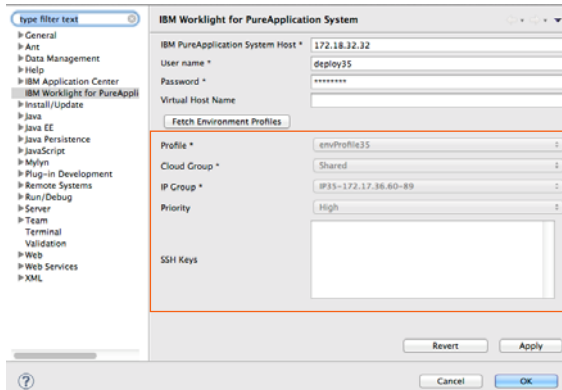 type filter text
General
Ant
Data Management
Help
IBM Application Center
IBM Worklight for PureAppli
Install/Update
Java
Java EE
Java Persistence
JavaScript
Mylyn
Plug-in Development
Remote Systems
Run/Debug
Server
Team
Terminal
Validation
Web
Web Services
XML
IBM Worklight for PureApplication System
IBM PureApplication System Host * 172.18.32.32
User name * deploy35
Password * ********
Virtual Host Name
Fetch Environment Profiles
Profile * envProfile35
Cloud Group * Shared
IP Group * IP35-172.17.36.60-89
Priority High
SSH Keys
Revert Apply
? Cancel OK